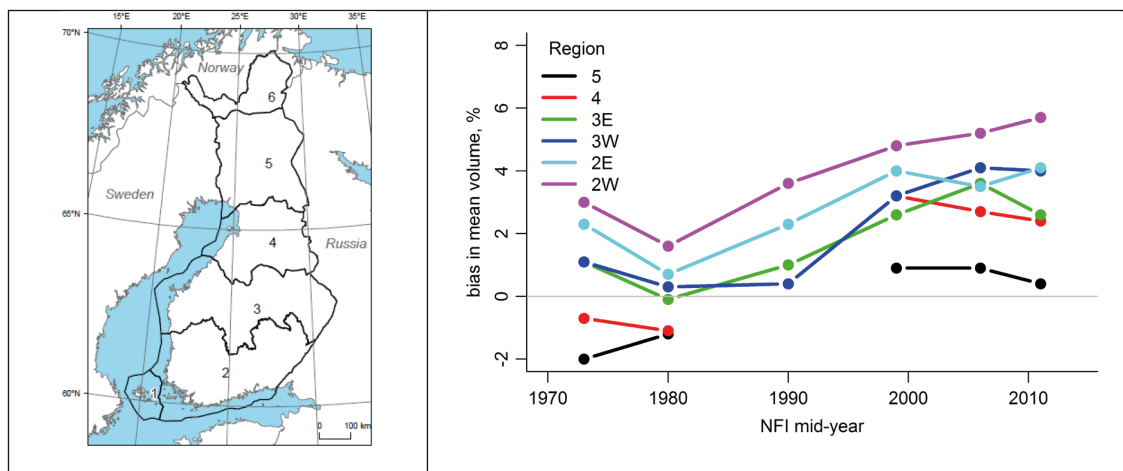 15°E 20°E 25°E 30°E 35°E
70°N
Norway
6
5
Sweden
65°N
4
Russia
3
2
60°N
1
0 100 km
8
Region
5
4
3E
3W
2E
2W
6
4
2
0
-2
bias in mean volume, %
1970 1980 1990 2000 2010
NFI mid-year